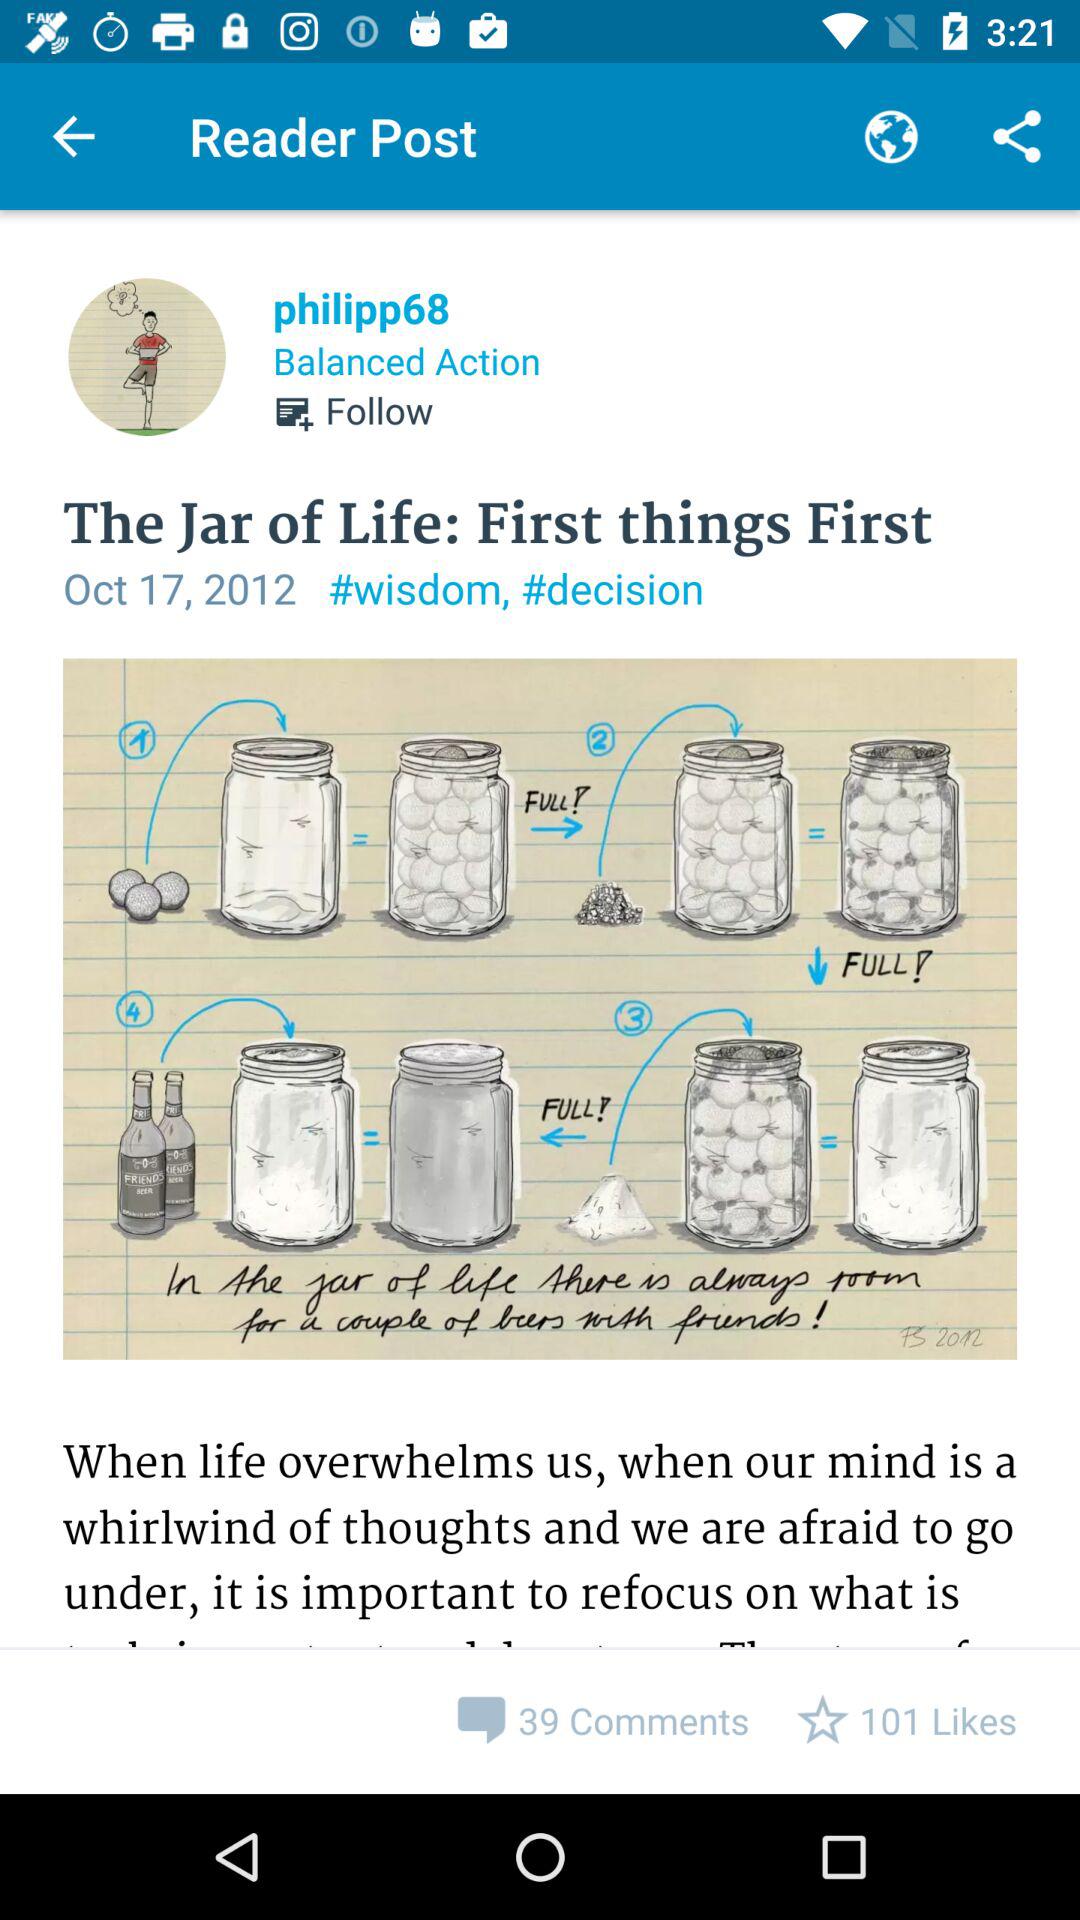 FAKE
3:21
Reader Post
philipp68
Balanced Action
Follow
The Jar of Life: First things First
Oct 17, 2012 #wisdom, #decision
1
2
FULL!
FULL!
4
3
FULL!
FRIENDS
BEER
In the jar of life there is always room
for a couple of beers with friends!
PS 2012
When life overwhelms us, when our mind is a
whirlwind of thoughts and we are afraid to go
under, it is important to refocus on what is
39 Comments
101 Likes